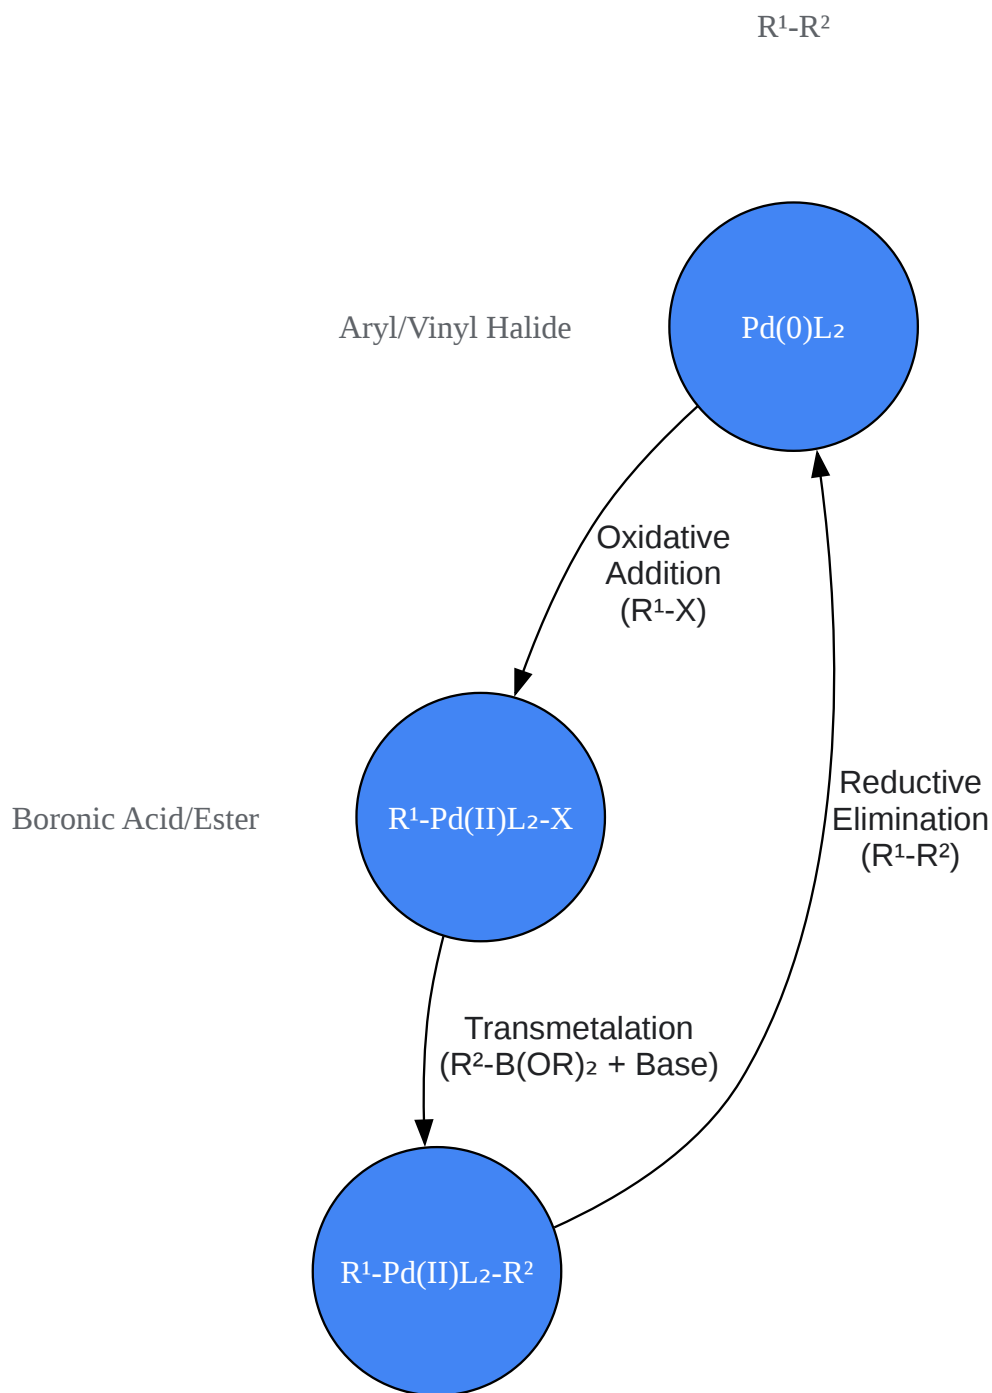 R¹-R²
Aryl/Vinyl Halide
Pd(0)L₂
Oxidative
Addition
(R¹-X)
Reductive
Elimination
(R¹-R²)
Boronic Acid/Ester
R¹-Pd(II)L₂-X
Transmetalation
(R²-B(OR)₂ + Base)
R¹-Pd(II)L₂-R²